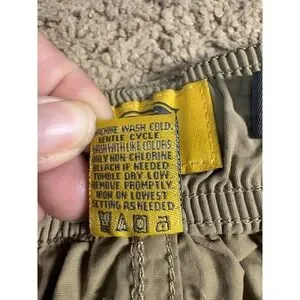 MACHINE WASH COLD.
GENTLE CYCLE.
WASH WITH LIKE COLORS.
ONLY NON-CHLORINE
BLEACH IF NEEDED.
TUMBLE DRY LOW.
REMOVE PROMPTLY.
IRON ON LOWEST
SETTING AS NEEDED.